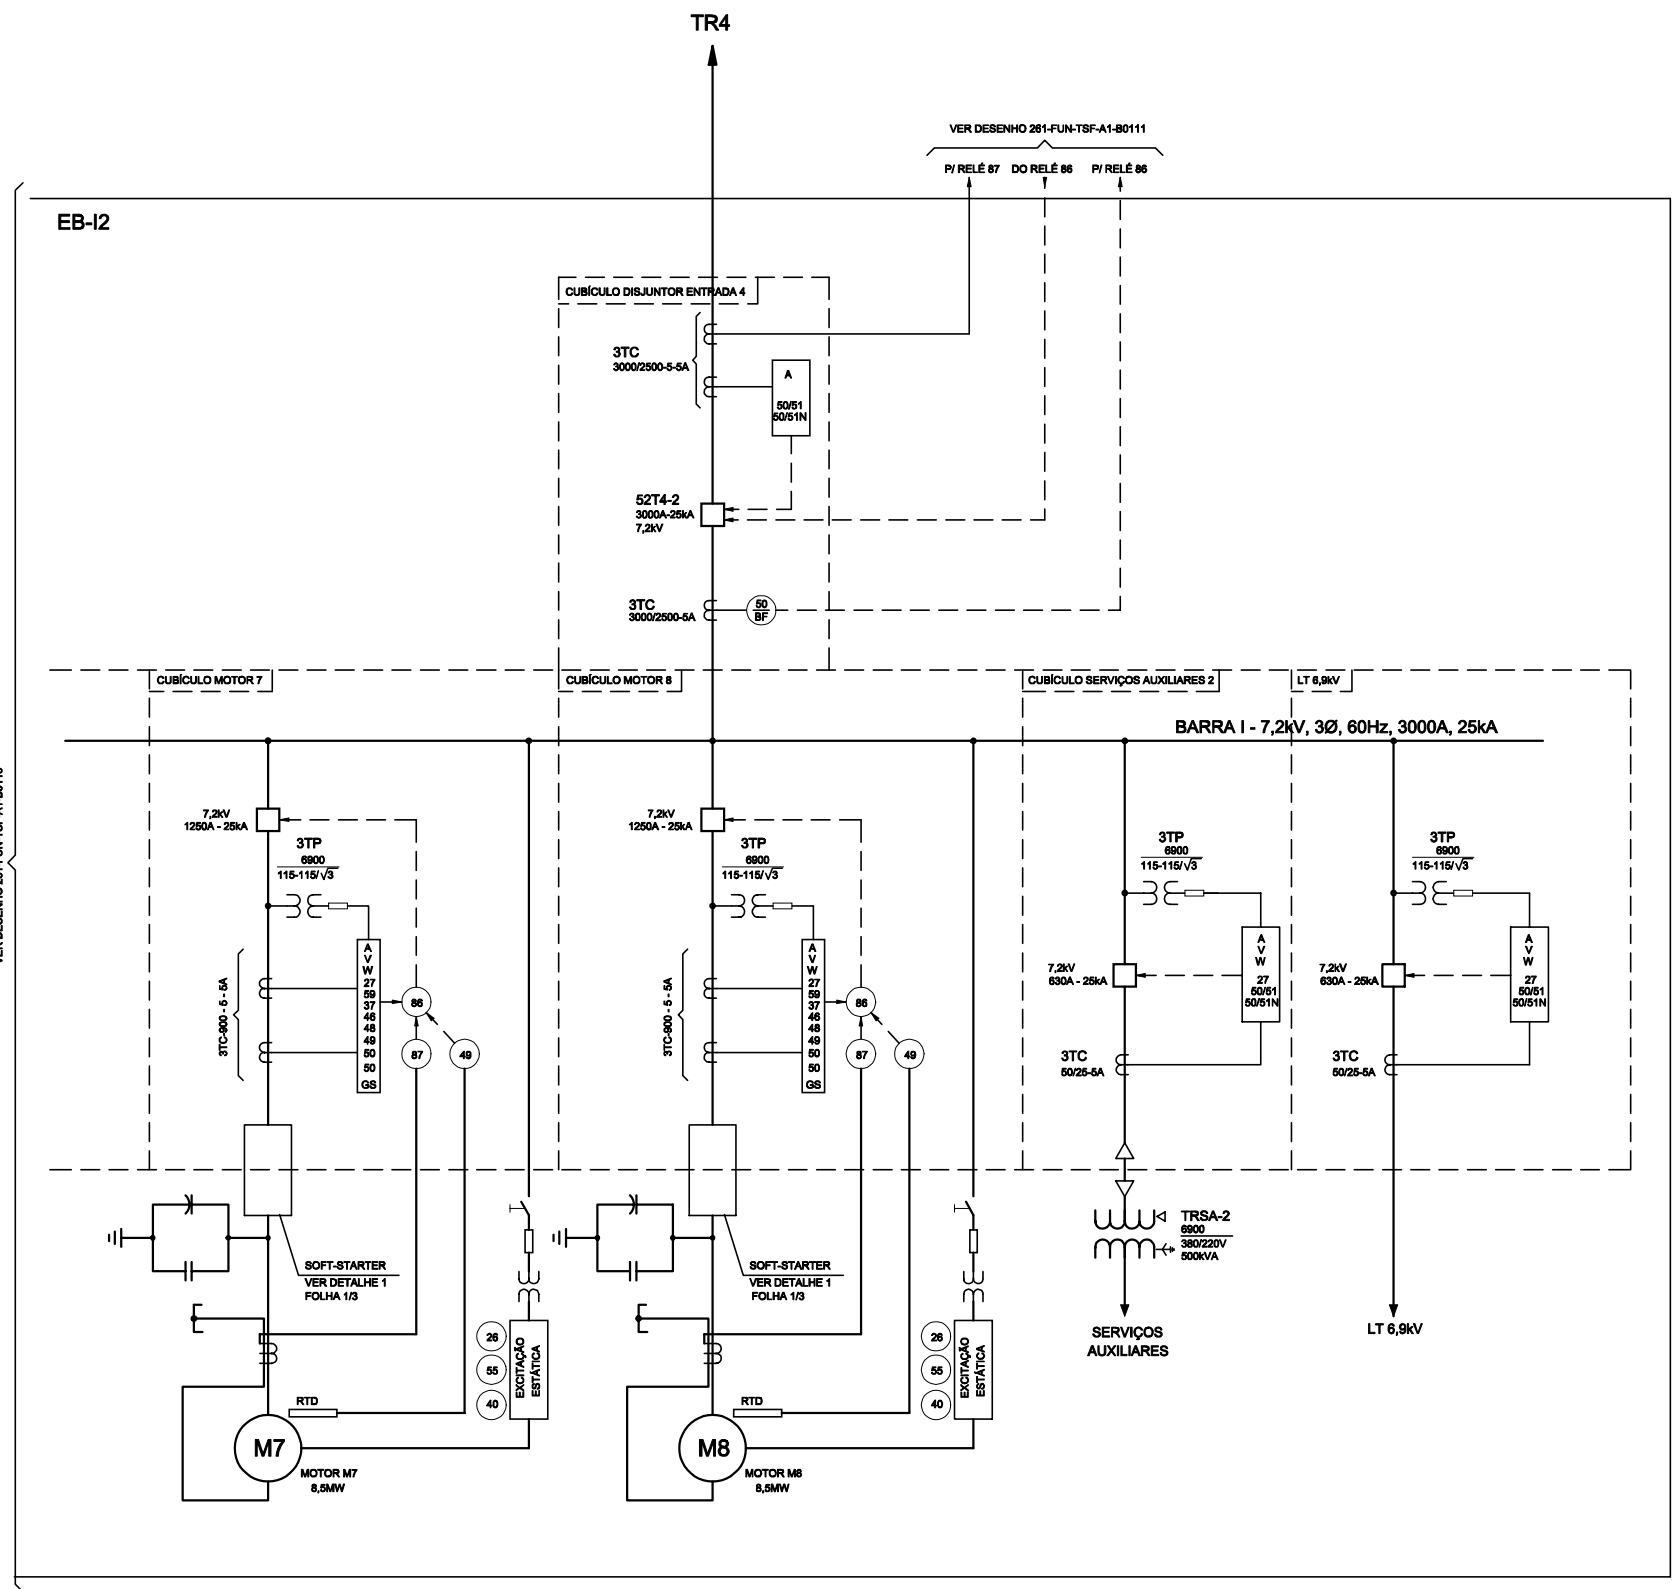 TR4
VER DESENHO 261-FUN-TSF-A1-B0111
P/ RELÉ 87
DO RELÉ 86
P/ RELÉ 86
EB-I2
CUBÍCULO DISJUNTOR ENTRADA 4
3TC
3000/2500-5-5A
A
50/51
50/51N
52T4-2
3000A-25kA
7,2kV
3TC
3000/2500-5A
50
BF
CUBÍCULO MOTOR 7
CUBÍCULO MOTOR 8
CUBÍCULO SERVIÇOS AUXILIARES 2
LT 6,9kV
BARRA I - 7,2kV, 3Ø, 60Hz, 3000A, 25kA
7,2kV
1250A - 25kA
3TP
6900
115-115/√3
3TC-900 - 5 - 5A
A
V
W
27
59
37
46
48
49
50
50
GS
86
87
49
SOFT-STARTER
VER DETALHE 1
FOLHA 1/3
26
55
40
EXCITAÇÃO
ESTÁTICA
RTD
M7
MOTOR M7
8,5MW
7,2kV
1250A - 25kA
3TP
6900
115-115/√3
3TC-900 - 5 - 5A
A
V
W
27
59
37
46
48
49
50
50
GS
86
87
49
SOFT-STARTER
VER DETALHE 1
FOLHA 1/3
26
55
40
EXCITAÇÃO
ESTÁTICA
RTD
M8
MOTOR M8
8,5MW
3TP
6900
115-115/√3
7,2kV
630A - 25kA
A
V
W
27
50/51
50/51N
3TC
50/25-5A
TRSA-2
6900
380/220V
500kVA
SERVIÇOS
AUXILIARES
3TP
6900
115-115/√3
7,2kV
630A - 25kA
A
V
W
27
50/51
50/51N
3TC
50/25-5A
LT 6,9kV